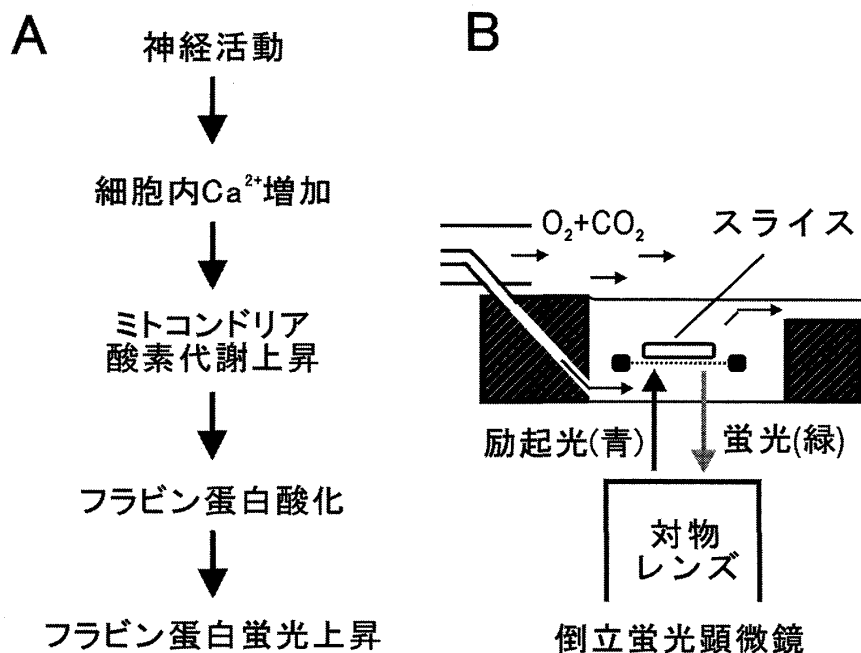 A
神経活動
細胞内Ca²⁺増加
ミトコンドリア
酸素代謝上昇
フラビン蛋白酸化
フラビン蛋白蛍光上昇
B
O₂+CO₂
スライス
励起光(青)
蛍光(緑)
対物
レンズ
倒立蛍光顕微鏡